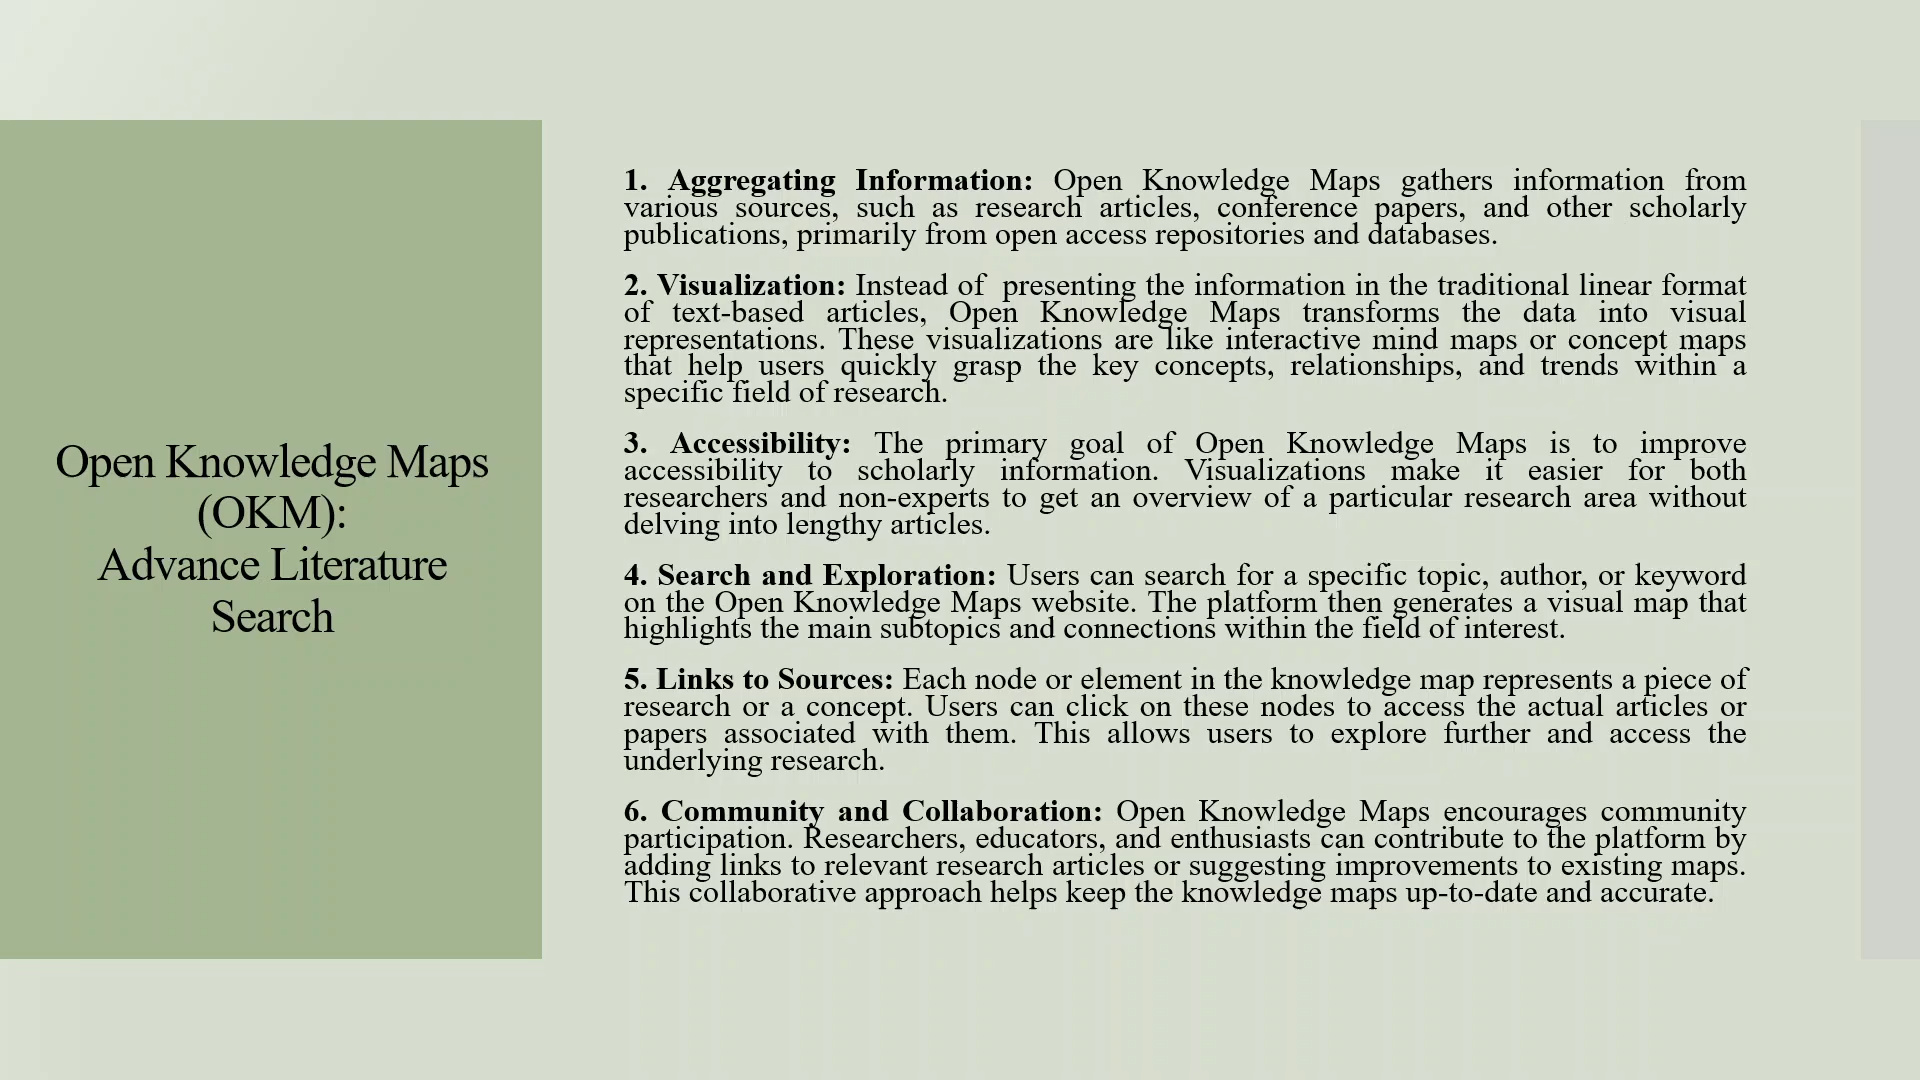 Open Knowledge Maps
(OKM):
Advance Literature
Search
1. Aggregating Information: Open Knowledge Maps gathers information from
various sources, such as research articles, conference papers, and other scholarly
publications, primarily from open access repositories and databases.
2. Visualization: Instead of presenting the information in the traditional linear format
of text-based articles, Open Knowledge Maps transforms the data into visual
representations. These visualizations are like interactive mind maps or concept maps
that help users quickly grasp the key concepts, relationships, and trends within a
specific field of research.
3. Accessibility: The primary goal of Open Knowledge Maps is to improve
accessibility to scholarly information. Visualizations make it easier for both
researchers and non-experts to get an overview of a particular research area without
delving into lengthy articles.
4. Search and Exploration: Users can search for a specific topic, author, or keyword
on the Open Knowledge Maps website. The platform then generates a visual map that
highlights the main subtopics and connections within the field of interest.
5. Links to Sources: Each node or element in the knowledge map represents a piece of
research or a concept. Users can click on these nodes to access the actual articles or
papers associated with them. This allows users to explore further and access the
underlying research.
6. Community and Collaboration: Open Knowledge Maps encourages community
participation. Researchers, educators, and enthusiasts can contribute to the platform by
adding links to relevant research articles or suggesting improvements to existing maps.
This collaborative approach helps keep the knowledge maps up-to-date and accurate.